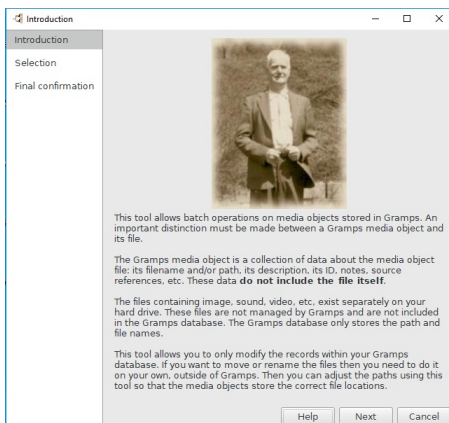 Introduction
Introduction
Selection
Final confirmation
This tool allows batch operations on media objects stored in Gramps. An
important distinction must be made between a Gramps media object and
its file.
The Gramps media object is a collection of data about the media object
file: its filename and/or path, its description, its ID, notes, source
references, etc. These data do not include the file itself.
The files containing image, sound, video, etc, exist separately on your
hard drive. These files are not managed by Gramps and are not included
in the Gramps database. The Gramps database only stores the path and
file names.
This tool allows you to only modify the records within your Gramps
database. If you want to move or rename the files then you need to do it
on your own, outside of Gramps. Then you can adjust the paths using this
tool so that the media objects store the correct file locations.
Help Next Cancel